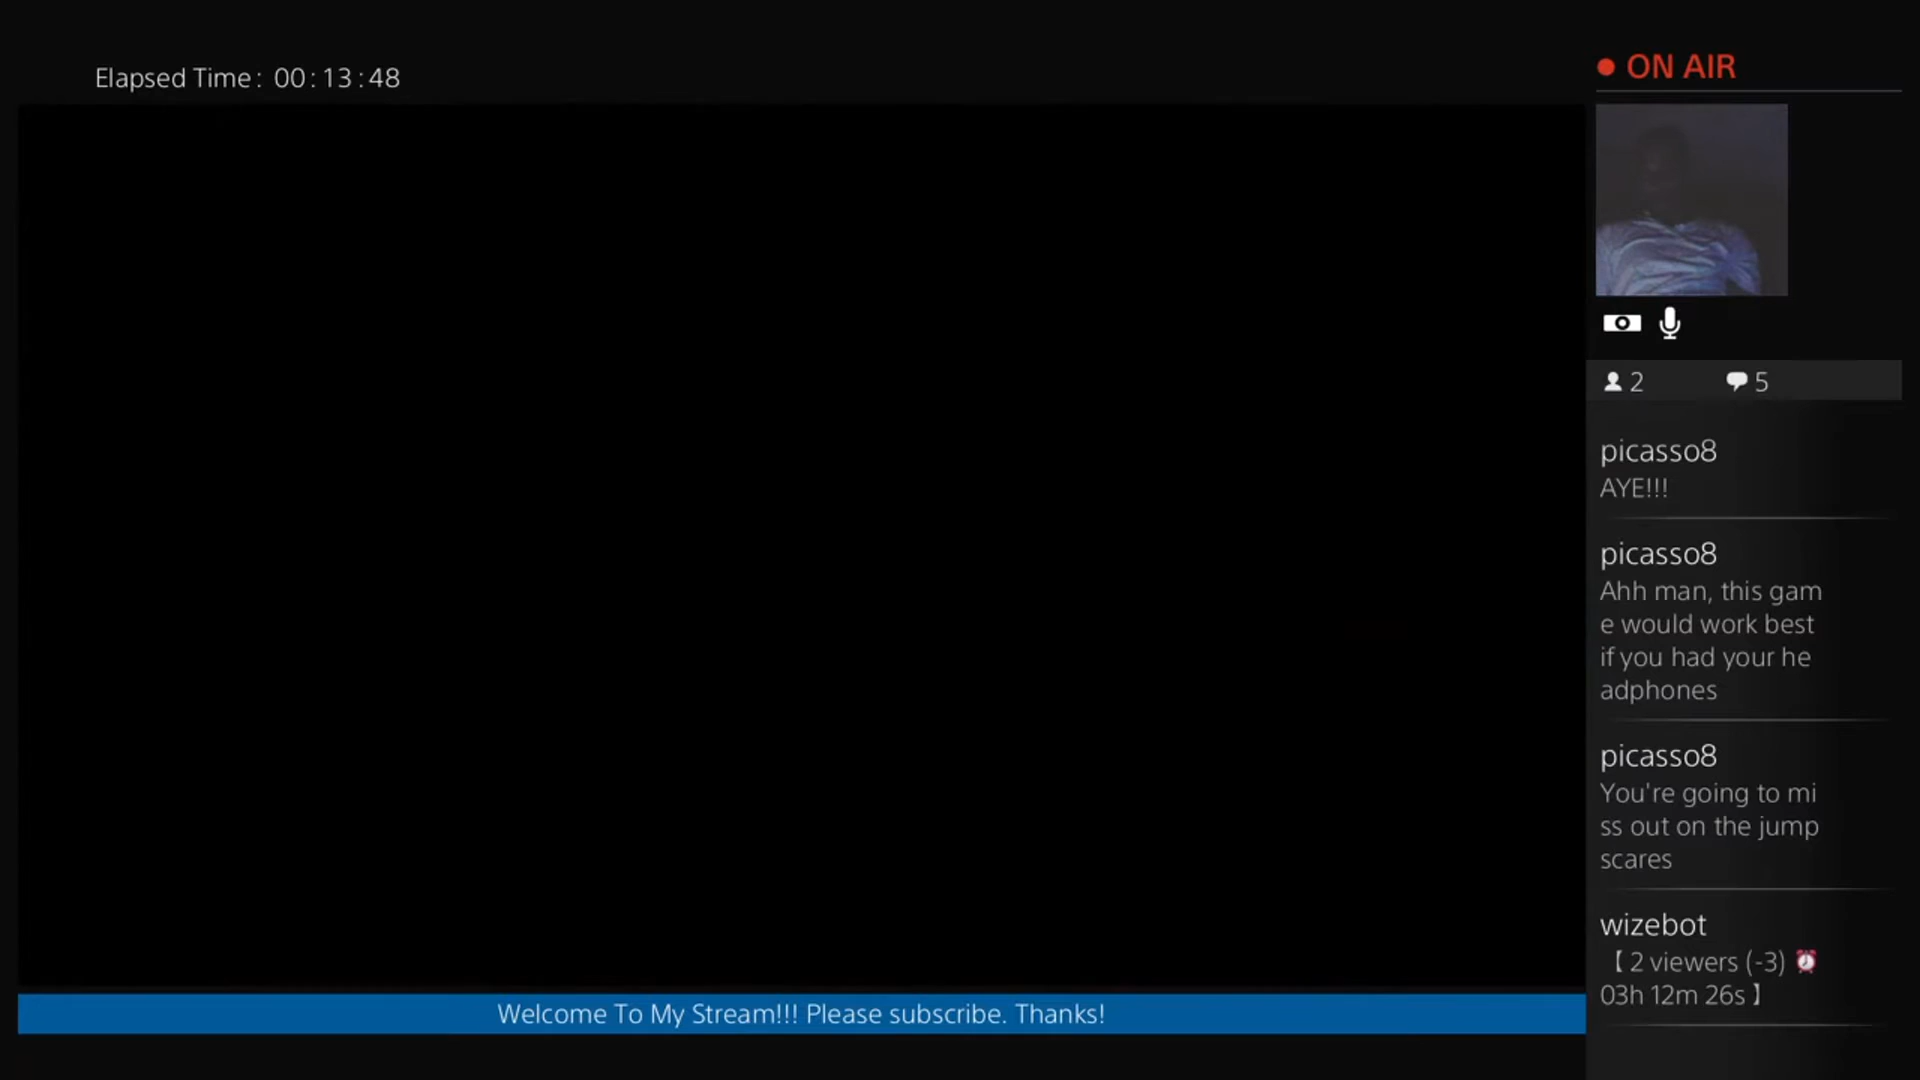 Elapsed Time: 00:13:48
ON AIR
2 5
picasso8
AYE!!!
picasso8
Ahh man, this gam
e would work best
if you had your he
adphones
picasso8
You're going to mi
ss out on the jump
scares
wizebot
【 2 viewers (-3) ⏰
03h 12m 26s 】
Welcome To My Stream!!! Please subscribe. Thanks!